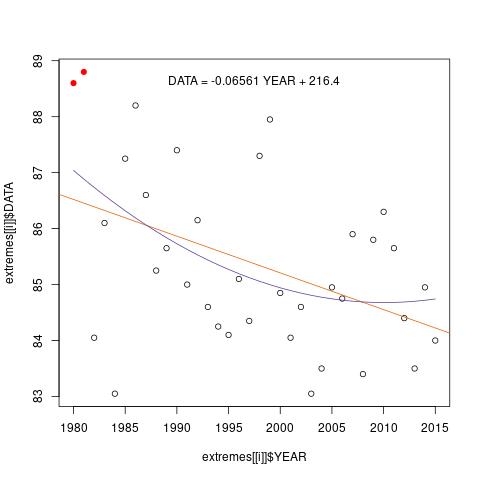 DATA = -0.06561 YEAR + 216.4
extremes[[i]]$DATA
89
88
87
86
85
84
83
1980 1985 1990 1995 2000 2005 2010 2015
extremes[[i]]$YEAR